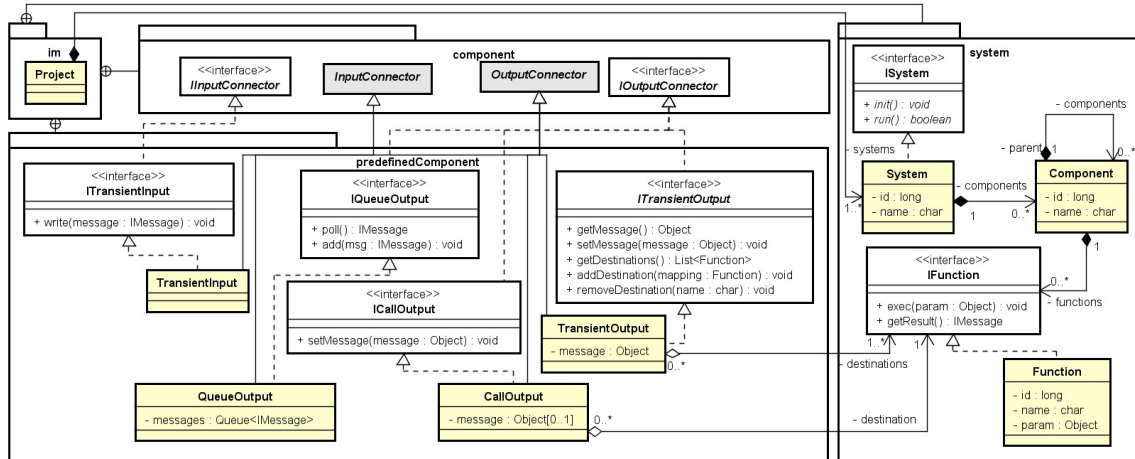 im
Project
component
<<interface>>
IInputConnector
InputConnector
OutputConnector
<<interface>>
IOutputConnector
system
<<interface>>
ISystem
+ init() : void
+ run() : boolean
- components
- parent
1
0..*
- systems
1..*
System
- id : long
- name : char
- components
1
0..*
Component
- id : long
- name : char
1
0..*
- functions
predefinedComponent
<<interface>>
ITransientInput
+ write(message : IMessage) : void
TransientInput
<<interface>>
IQueueOutput
+ poll() : IMessage
+ add(msg : IMessage) : void
<<interface>>
ITransientOutput
+ getMessage() : Object
+ setMessage(message : Object) : void
+ getDestinations() : List<Function>
+ addDestination(mapping : Function) : void
+ removeDestination(name : char) : void
<<interface>>
ICallOutput
+ setMessage(message : Object) : void
TransientOutput
- message : Object
0..*
1..*
- destinations
<<interface>>
IFunction
+ exec(param : Object) : void
+ getResult() : IMessage
1
- destination
QueueOutput
- messages : Queue<IMessage>
CallOutput
- message : Object[0..1]
0..*
Function
- id : long
- name : char
- param : Object